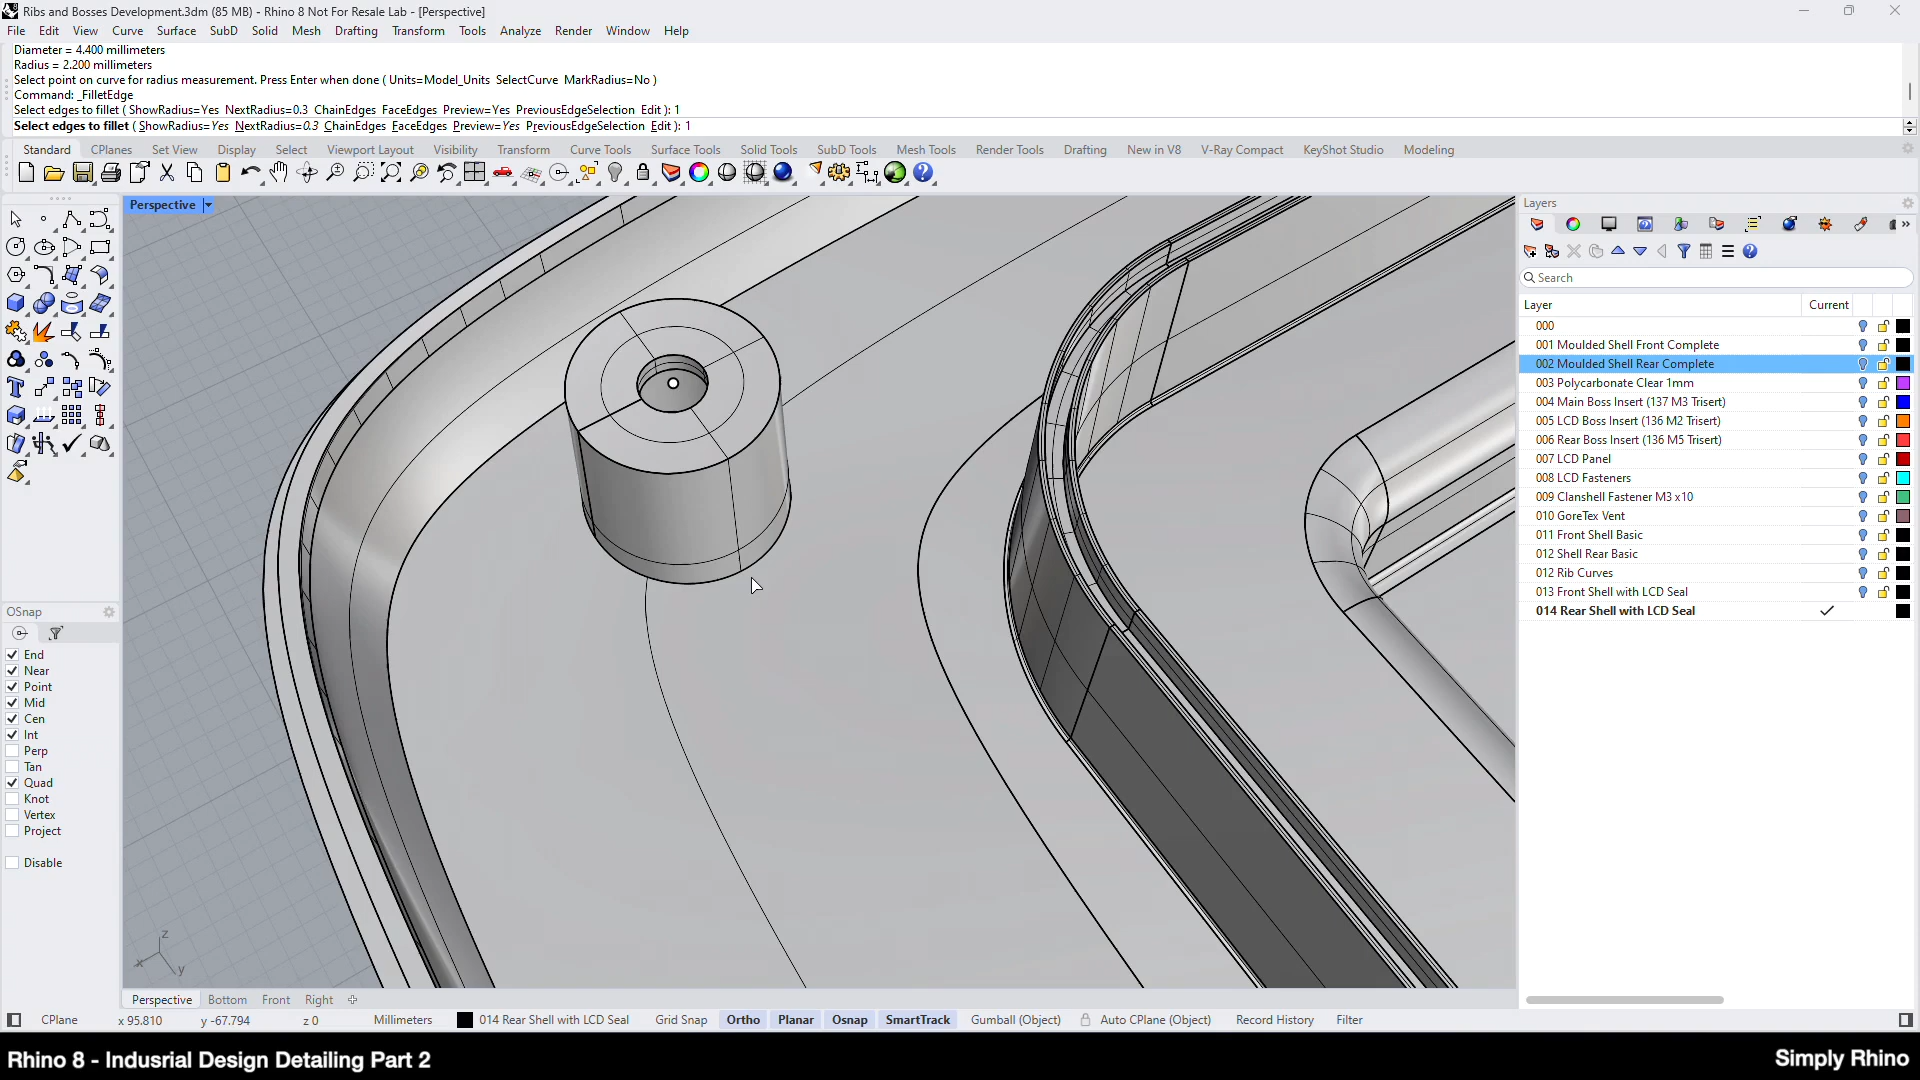 Ribs and Bosses Development.3dm (85 MB) - Rhino 8 Not For Resale Lab - [Perspective]
File Edit View Curve Surface SubD Solid Mesh Drafting Transform Tools Analyze Render Window Help
Diameter = 4.400 millimeters
Radius = 2.200 millimeters
Select point on curve for radius measurement. Press Enter when done ( Units=Model_Units SelectCurve MarkRadius=No )
Command: _FilletEdge
Select edges to fillet ( ShowRadius=Yes NextRadius=0.3 ChainEdges FaceEdges Preview=Yes PreviousEdgeSelection Edit ): 1
Select edges to fillet ( ShowRadius=Yes NextRadius=0.3 ChainEdges FaceEdges Preview=Yes PreviousEdgeSelection Edit ): 1
Standard CPlanes Set View Display Select Viewport Layout Visibility Transform Curve Tools Surface Tools Solid Tools SubD Tools Mesh Tools Render Tools Drafting New in V8 V-Ray Compact KeyShot Studio Modeling
Perspective
Layers
Search
Layer Current
000
001 Moulded Shell Front Complete
002 Moulded Shell Rear Complete
003 Polycarbonate Clear 1mm
004 Main Boss Insert (137 M3 Trisert)
005 LCD Boss Insert (136 M2 Trisert)
006 Rear Boss Insert (136 M5 Trisert)
007 LCD Panel
008 LCD Fasteners
009 Clanshell Fastener M3 x10
010 GoreTex Vent
011 Front Shell Basic
012 Shell Rear Basic
012 Rib Curves
013 Front Shell with LCD Seal
014 Rear Shell with LCD Seal
OSnap
End
Near
Point
Mid
Cen
Int
Perp
Tan
Quad
Knot
Vertex
Project
Disable
z
x y
Perspective Bottom Front Right
CPlane x 95.810 y -67.794 z 0 Millimeters 014 Rear Shell with LCD Seal Grid Snap Ortho Planar Osnap SmartTrack Gumball (Object) Auto CPlane (Object) Record History Filter
Rhino 8 - Indusrial Design Detailing Part 2
Simply Rhino